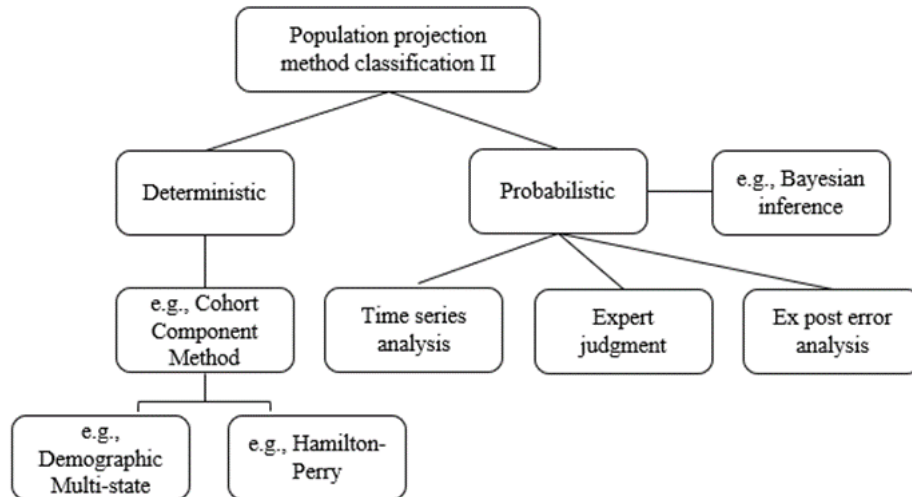 Population projection
method classification II
Deterministic
Probabilistic
e.g., Bayesian
inference
e.g., Cohort
Component
Method
Time series
analysis
Expert
judgment
Ex post error
analysis
e.g.,
Demographic
Multi-state
e.g., Hamilton-
Perry